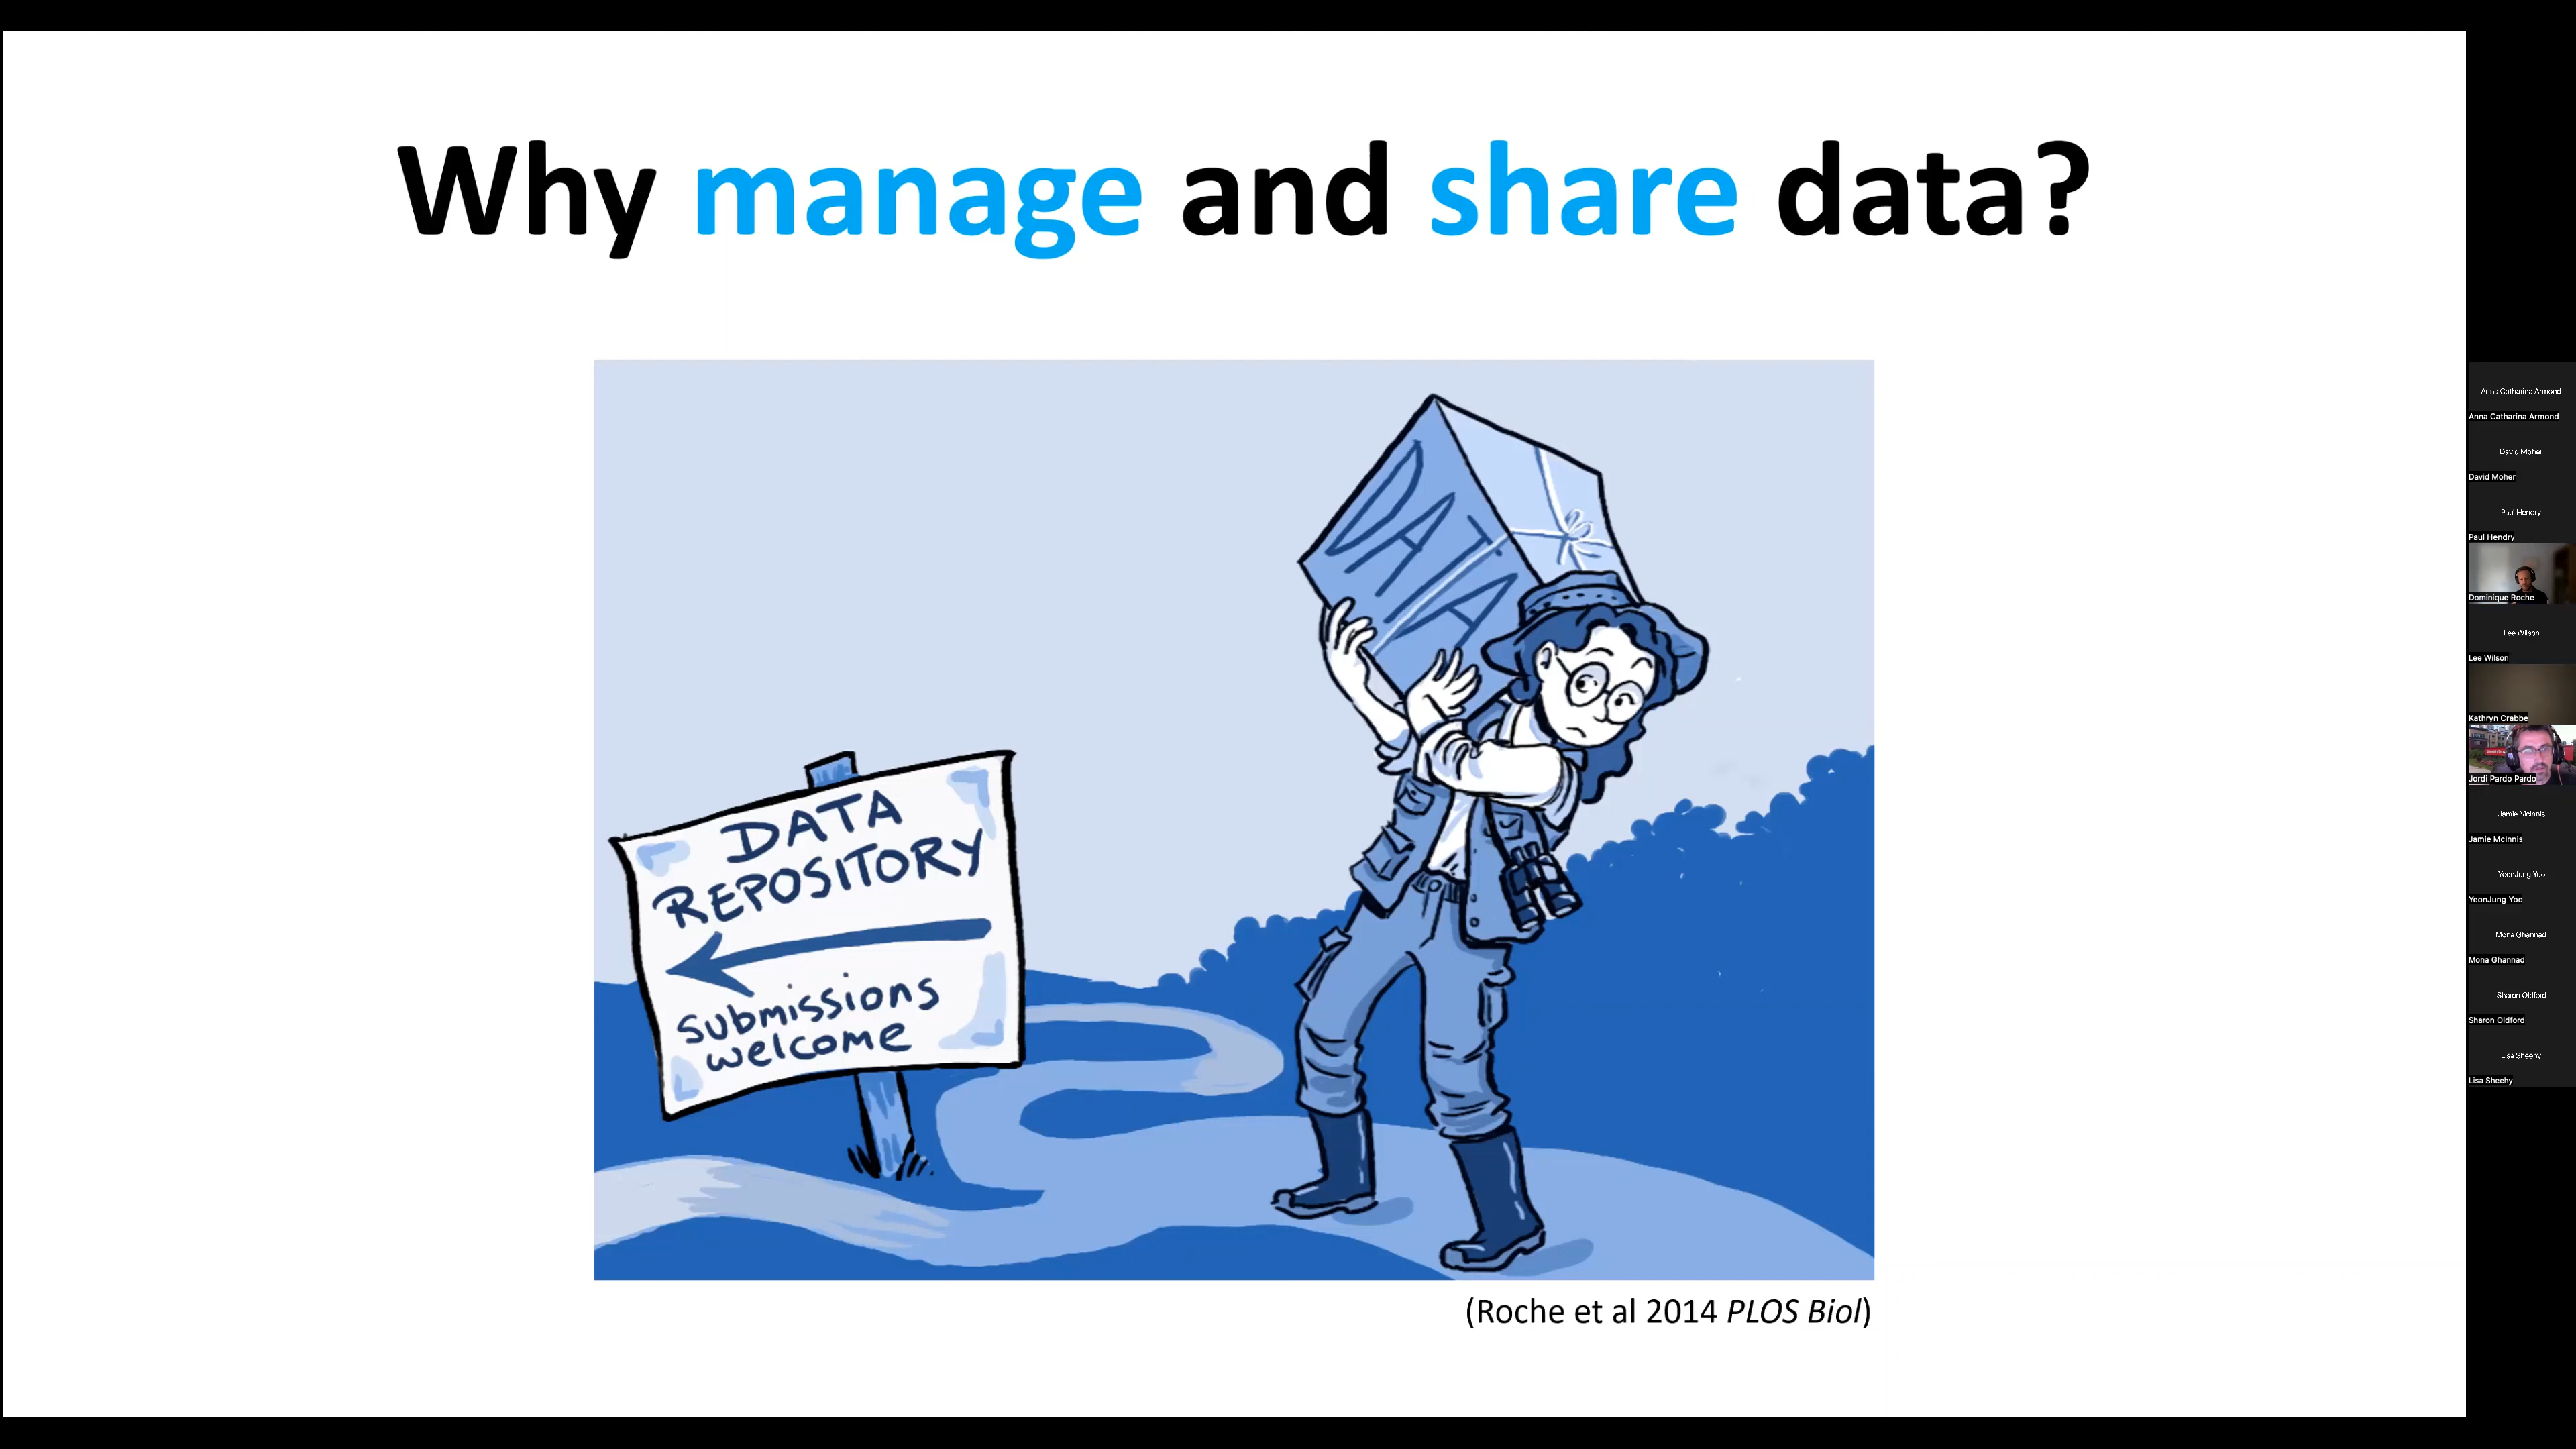 Why manage and share data?
DATA
DATA
REPOSITORY
submissions
welcome
(Roche et al 2014 PLOS Biol)
Anna Catharina Armond
Anna Catharina Armond
David Moher
David Moher
Paul Hendry
Paul Hendry
Dominique Roche
Lee Wilson
Lee Wilson
Kathryn Crabbe
Jordi Pardo Pardo
Jamie McInnis
Jamie McInnis
YeonJung Yoo
YeonJung Yoo
Mona Ghannad
Mona Ghannad
Sharon Oldford
Sharon Oldford
Lisa Sheehy
Lisa Sheehy